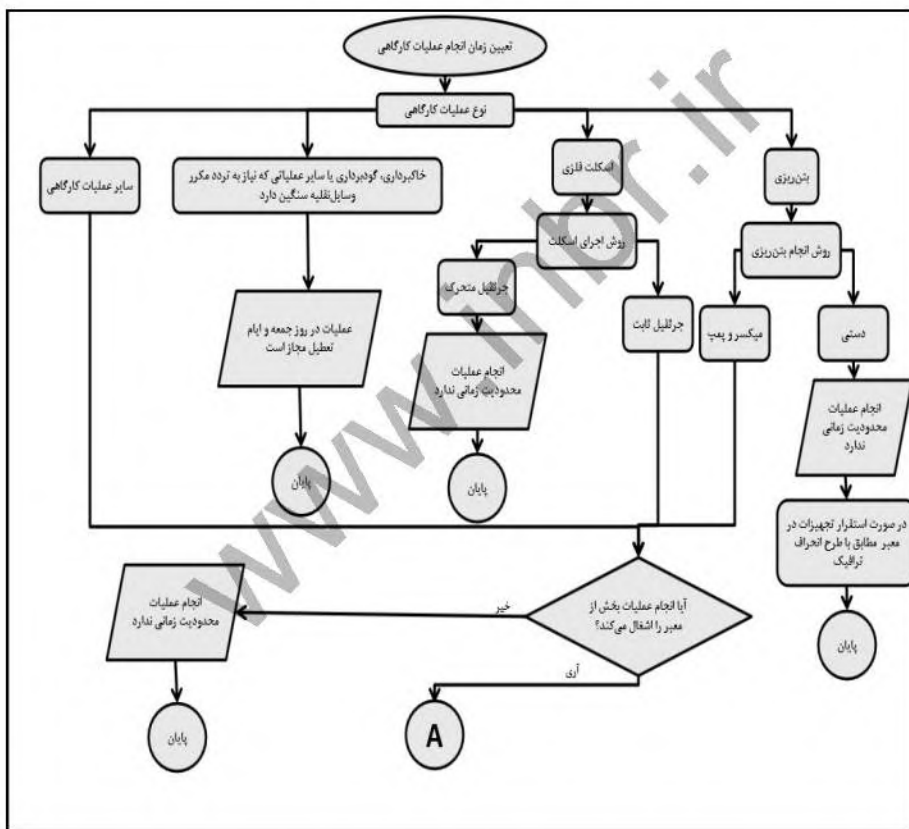 تعیین زمان انجام عملیات کارگاهی
نوع عملیات کارگاهی
بتن‌ریزی
اسکلت فلزی
خاکبرداری، گودبرداری یا سایر عملیاتی که نیاز به تردد مکرر
وسایل‌نقلیه سنگین دارد
سایر عملیات کارگاهی
روش انجام بتن‌ریزی
روش اجرای اسکلت
دستی
میکسر و پمپ
جرثقیل ثابت
جرثقیل متحرک
عملیات در روز جمعه و ایام
تعطیل مجاز است
انجام عملیات
محدودیت زمانی ندارد
انجام عملیات
محدودیت زمانی
ندارد
پایان
پایان
در صورت استقرار تجهیزات در
معبر مطابق با طرح انحراف
ترافیک
پایان
آیا انجام عملیات بخش از
معبر را اشغال می‌کند؟
خیر
آری
انجام عملیات
محدودیت زمانی ندارد
پایان
A
www.inbr.ir